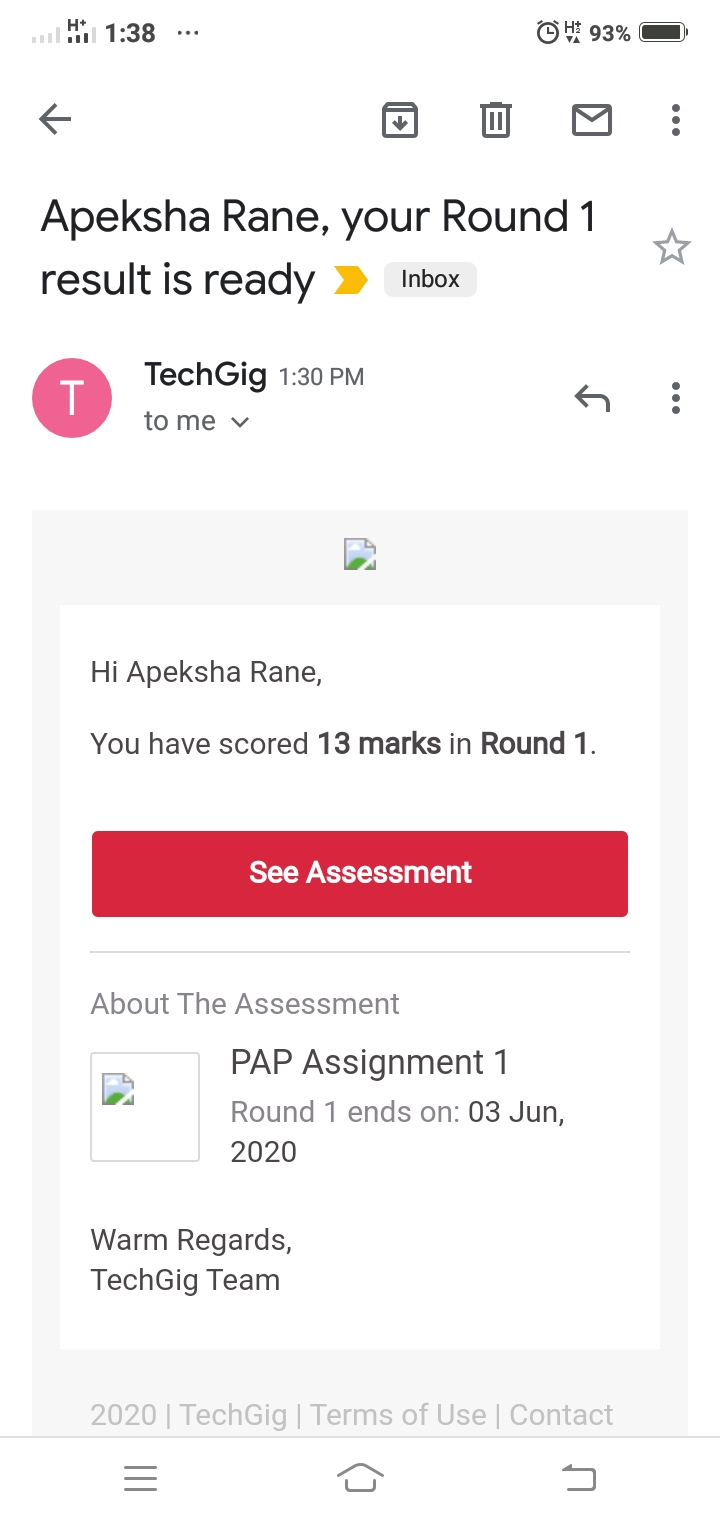 H+ 1:38 ... 93%
Apeksha Rane, your Round 1
result is ready Inbox
T
TechGig 1:30 PM
to me
Hi Apeksha Rane,
You have scored 13 marks in Round 1.
See Assessment
About The Assessment
PAP Assignment 1
Round 1 ends on: 03 Jun,
2020
Warm Regards,
TechGig Team
2020 | TechGig | Terms of Use | Contact